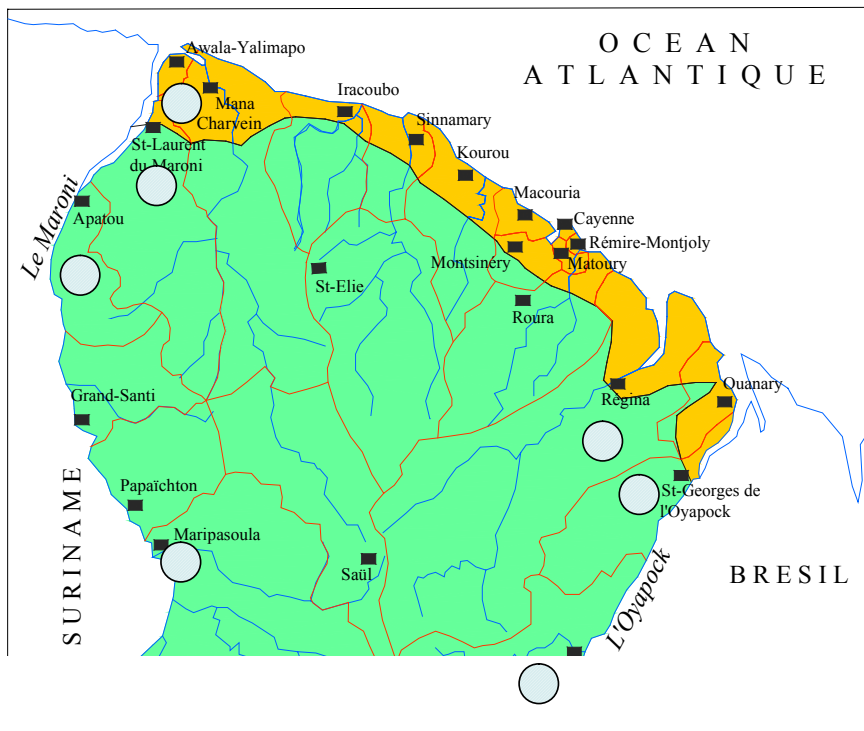 OCEAN
ATLANTIQUE
Awala-Yalimapo
Iracoubo
Mana
Charvein
Sinnamary
St-Laurent
du Maroni
Kourou
Le Maroni
Macouria
Apatou
Cayenne
Rémire-Montjoly
Montsinéry
Matoury
St-Elie
Roura
Grand-Santi
Régina
Ouanary
SURINAME
Papaïchton
St-Georges de
l'Oyapock
Maripasoula
Saül
L'Oyapock
BRESIL